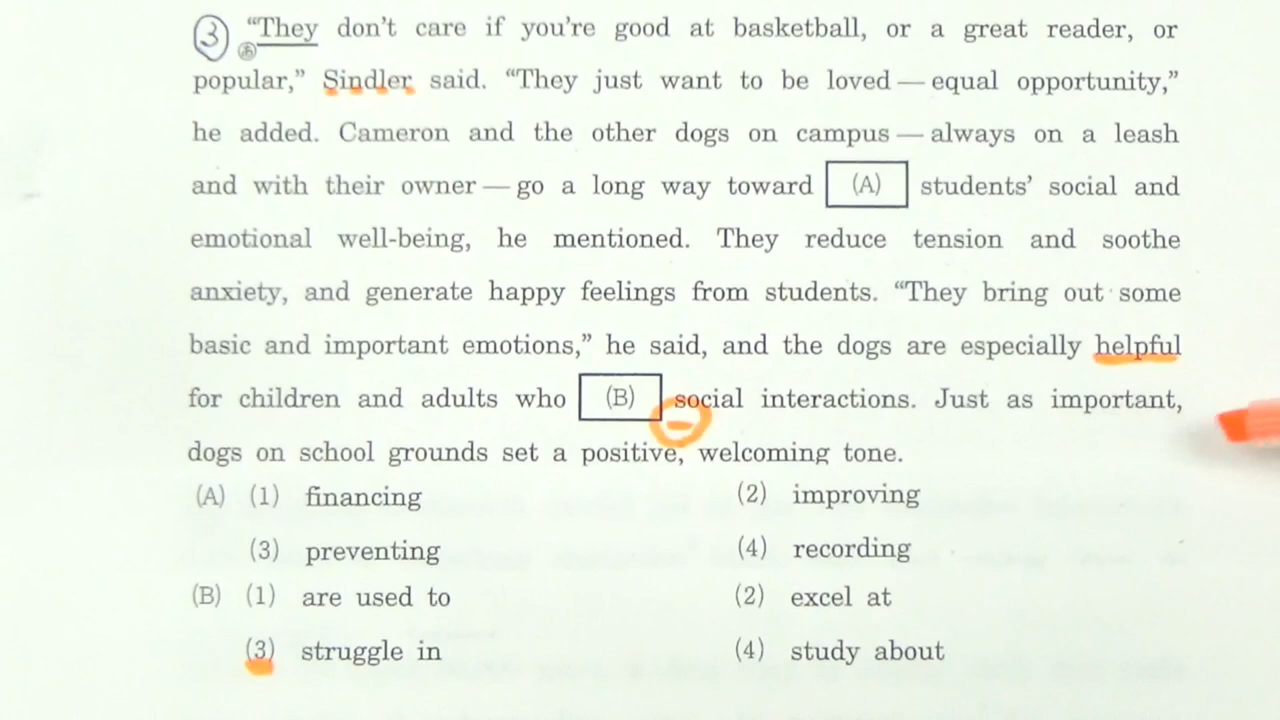 ③ “They don’t care if you’re good at basketball, or a great reader, or
あ
popular,” Sindler said. “They just want to be loved — equal opportunity,”
he added. Cameron and the other dogs on campus — always on a leash
and with their owner — go a long way toward (A) students’ social and
emotional well-being, he mentioned. They reduce tension and soothe
anxiety, and generate happy feelings from students. “They bring out some
basic and important emotions,” he said, and the dogs are especially helpful
for children and adults who (B) social interactions. Just as important,
dogs on school grounds set a positive, welcoming tone.
(A) (1) financing (2) improving
(3) preventing (4) recording
(B) (1) are used to (2) excel at
(3) struggle in (4) study about